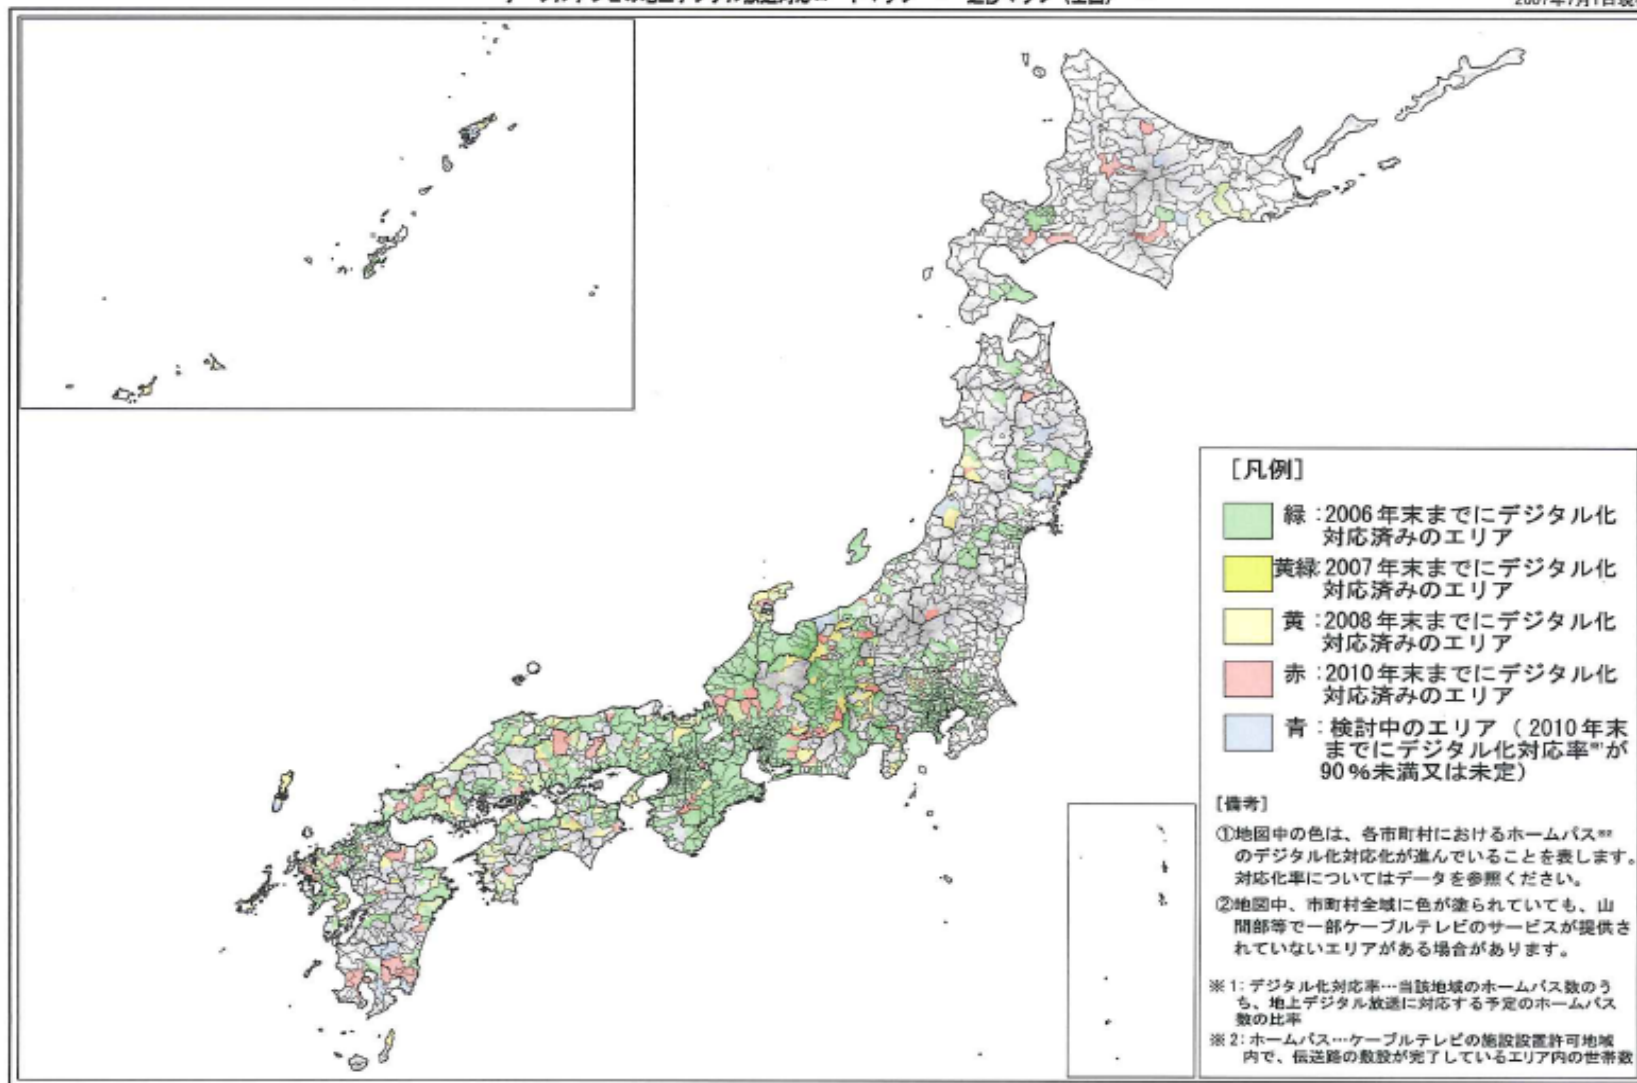 2007年7月1日現在
[凡例]
緑：2006年末までにデジタル化
対応済みのエリア
黄緑：2007年末までにデジタル化
対応済みのエリア
黄：2008年末までにデジタル化
対応済みのエリア
赤：2010年末までにデジタル化
対応済みのエリア
青：検討中のエリア（2010年末
までにデジタル化対応率※1が
90％未満又は未定）
[備考]
①地図中の色は、各市町村におけるホームパス※2
のデジタル化対応化が進んでいることを表します。
対応化率についてはデータを参照ください。
②地図中、市町村全域に色が塗られていても、山
間部等で一部ケーブルテレビのサービスが提供さ
れていないエリアがある場合があります。
※1：デジタル化対応率…当該地域のホームパス数のう
ち、地上デジタル放送に対応する予定のホームパス
数の比率
※2：ホームパス…ケーブルテレビの施設設置許可地域
内で、伝送路の敷設が完了しているエリア内の世帯数